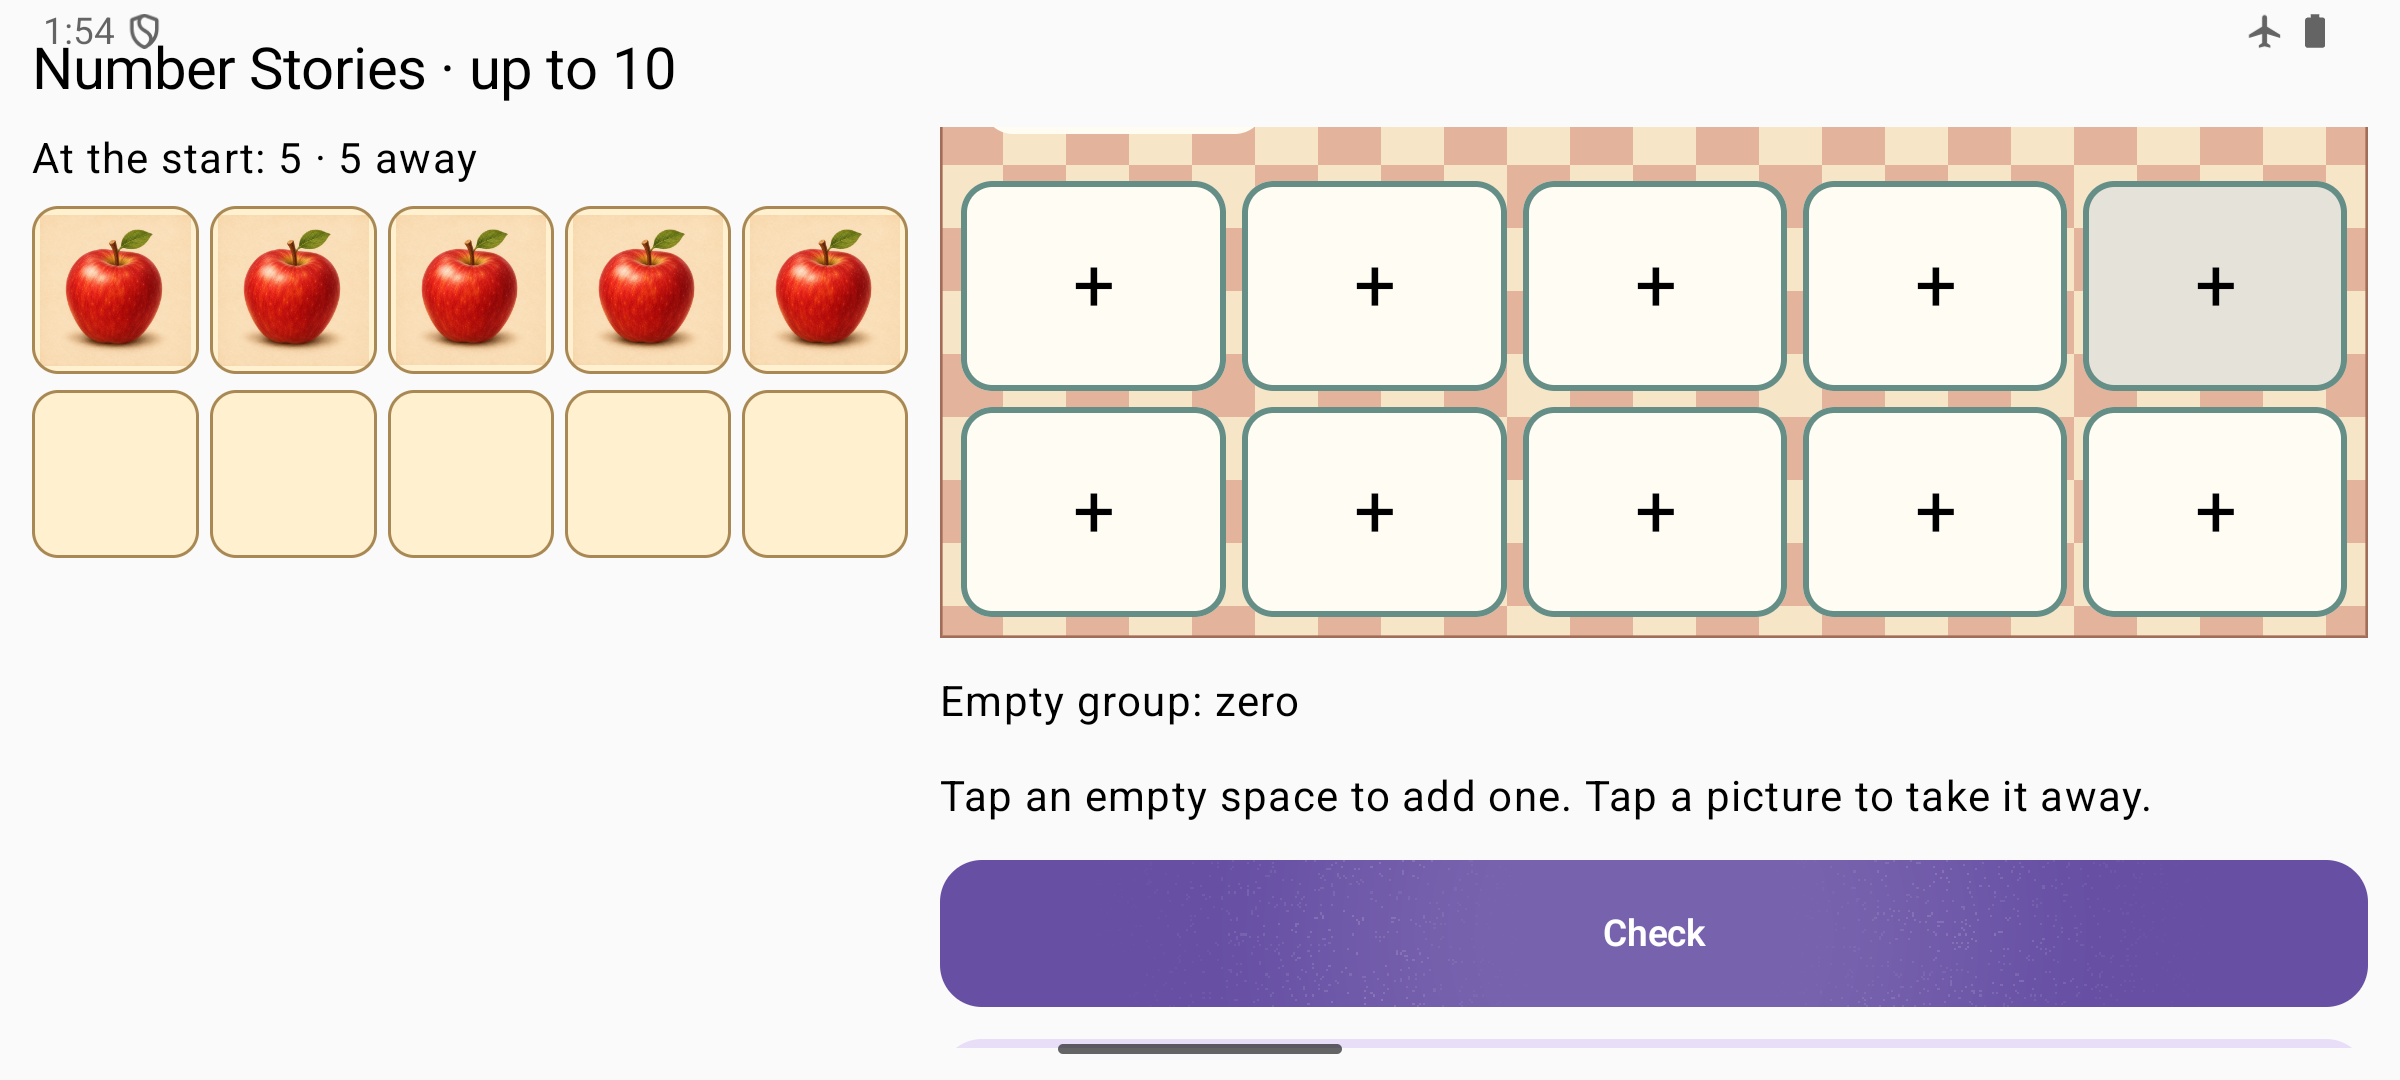 1:54
Number Stories · up to 10
At the start: 5 · 5 away
+ + + + +
+ + + + +
Empty group: zero
Tap an empty space to add one. Tap a picture to take it away.
Check